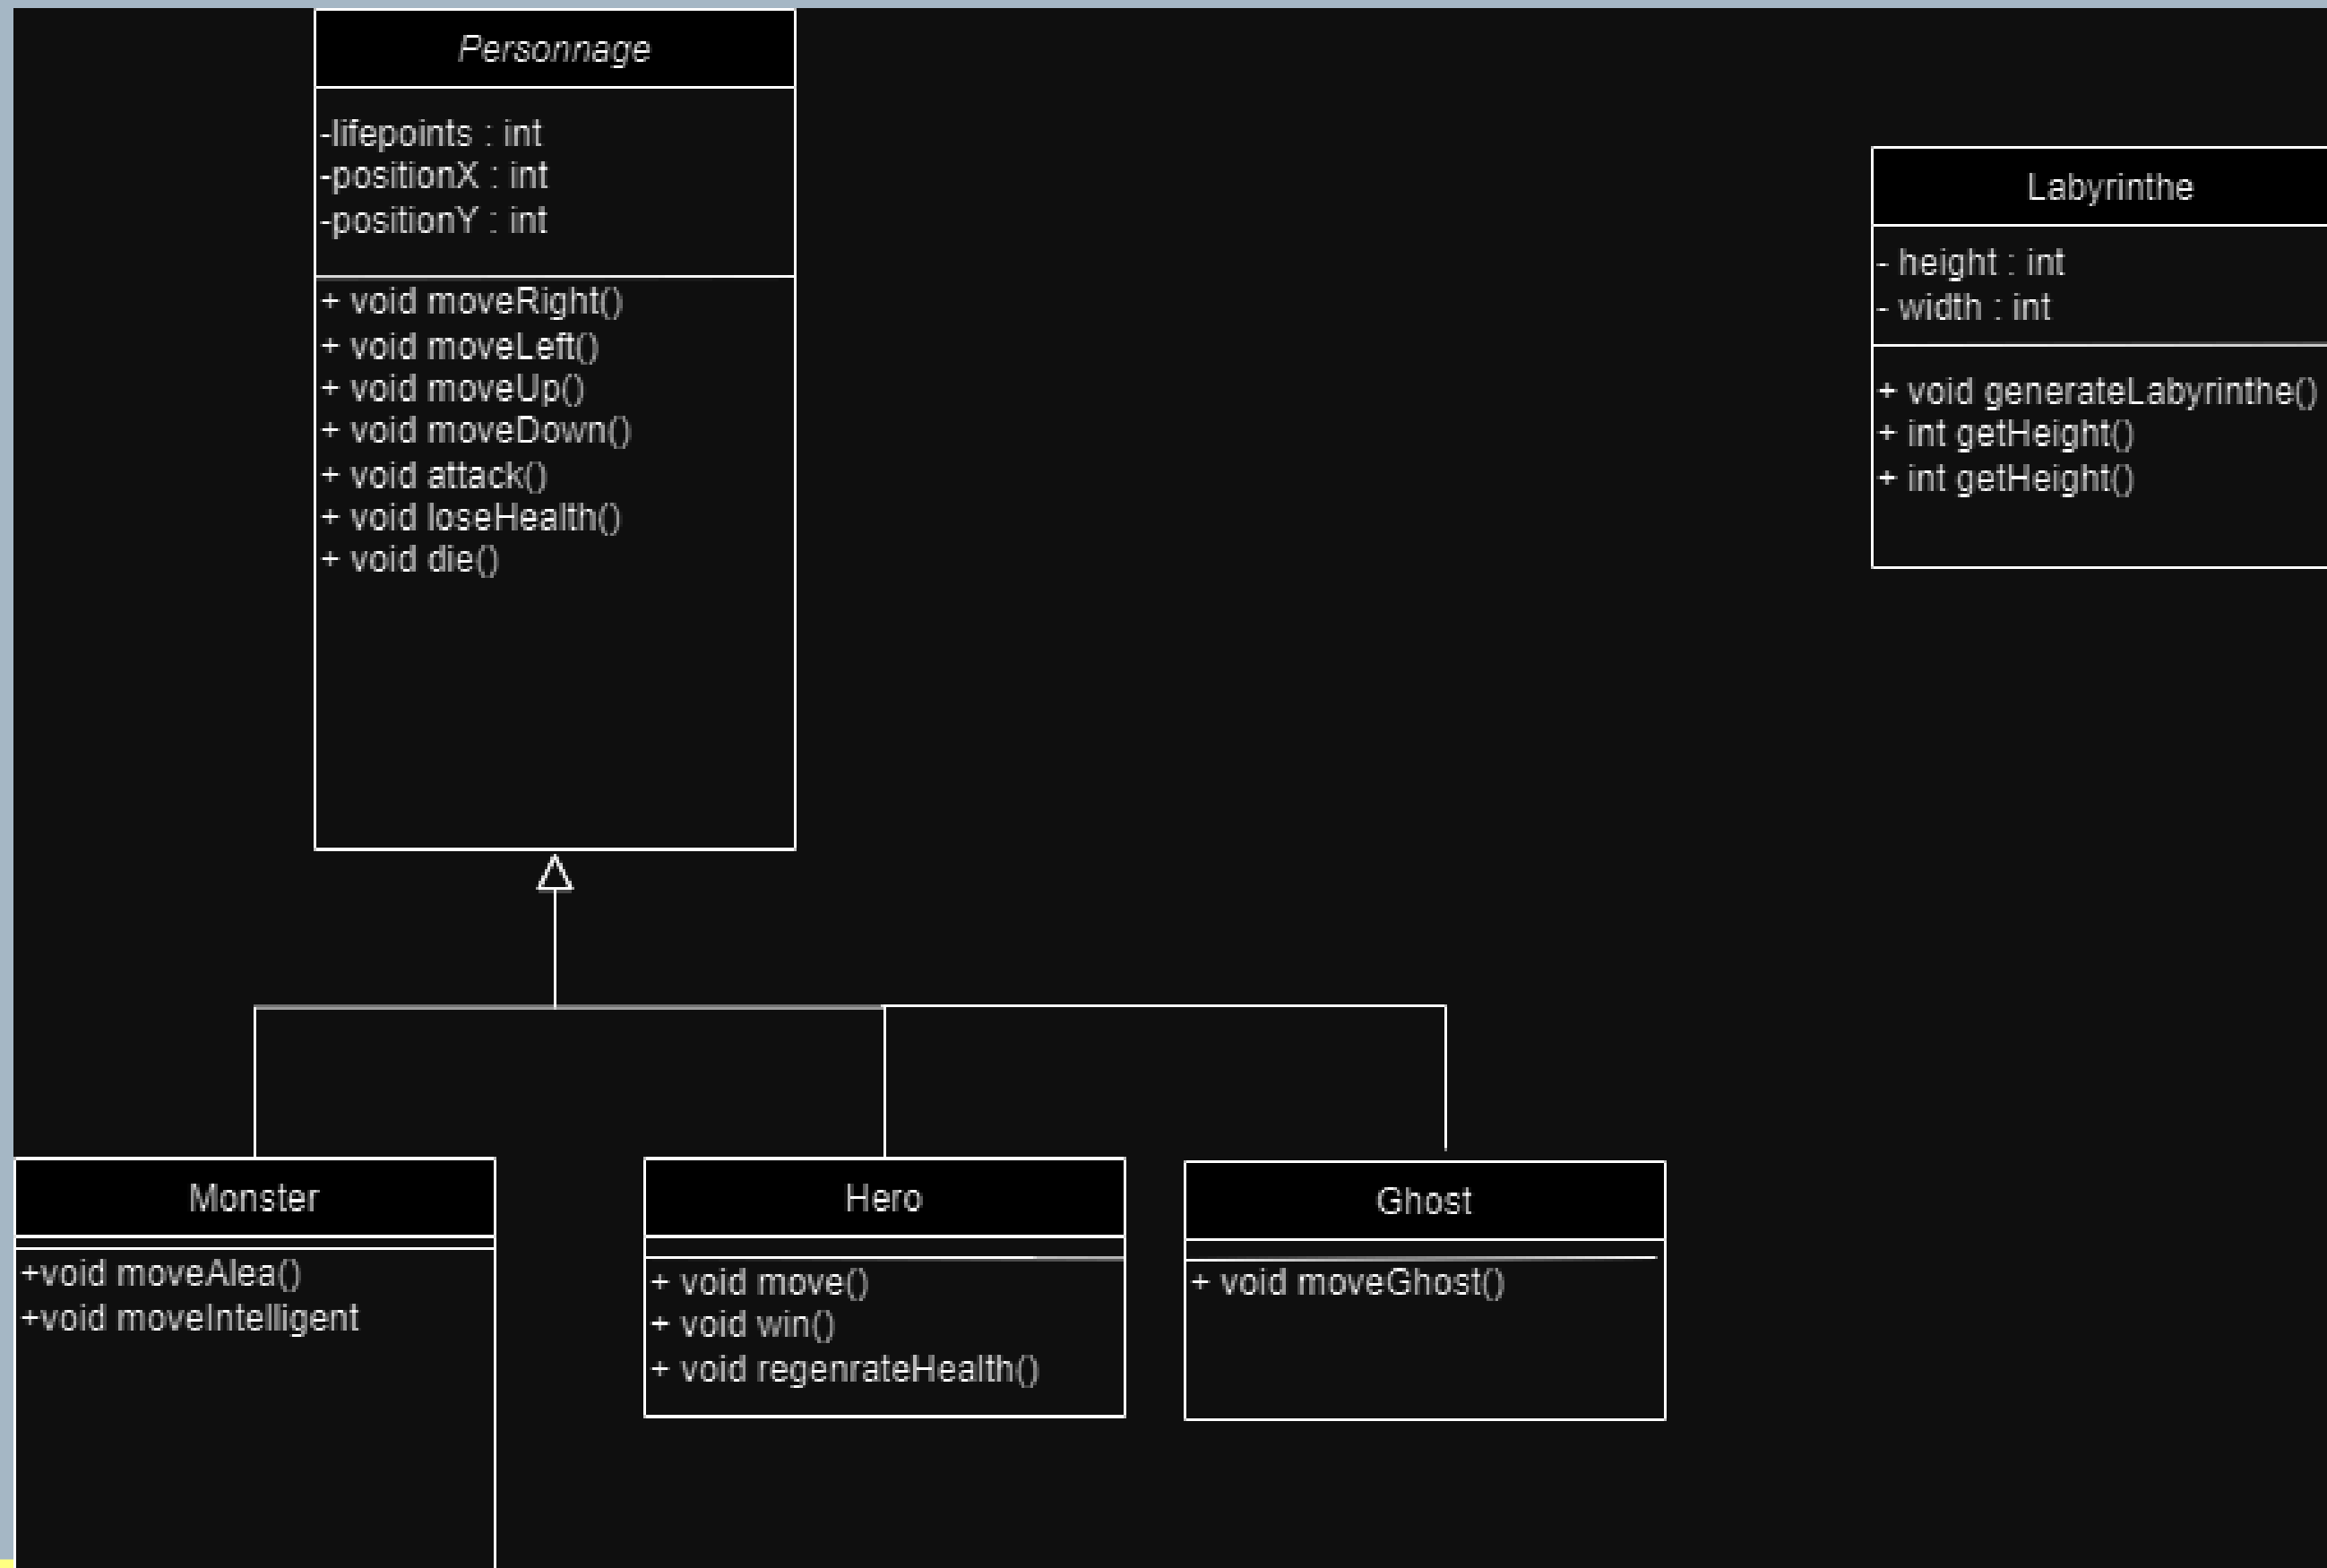 Personnage
-lifepoints : int
-positionX : int
-positionY : int
+ void moveRight()
+ void moveLeft()
+ void moveUp()
+ void moveDown()
+ void attack()
+ void loseHealth()
+ void die()
Labyrinthe
- height : int
- width : int
+ void generateLabyrinthe()
+ int getHeight()
+ int getHeight()
Monster
+void moveAlea()
+void moveIntelligent
Hero
+ void move()
+ void win()
+ void regenrateHealth()
Ghost
+ void moveGhost()